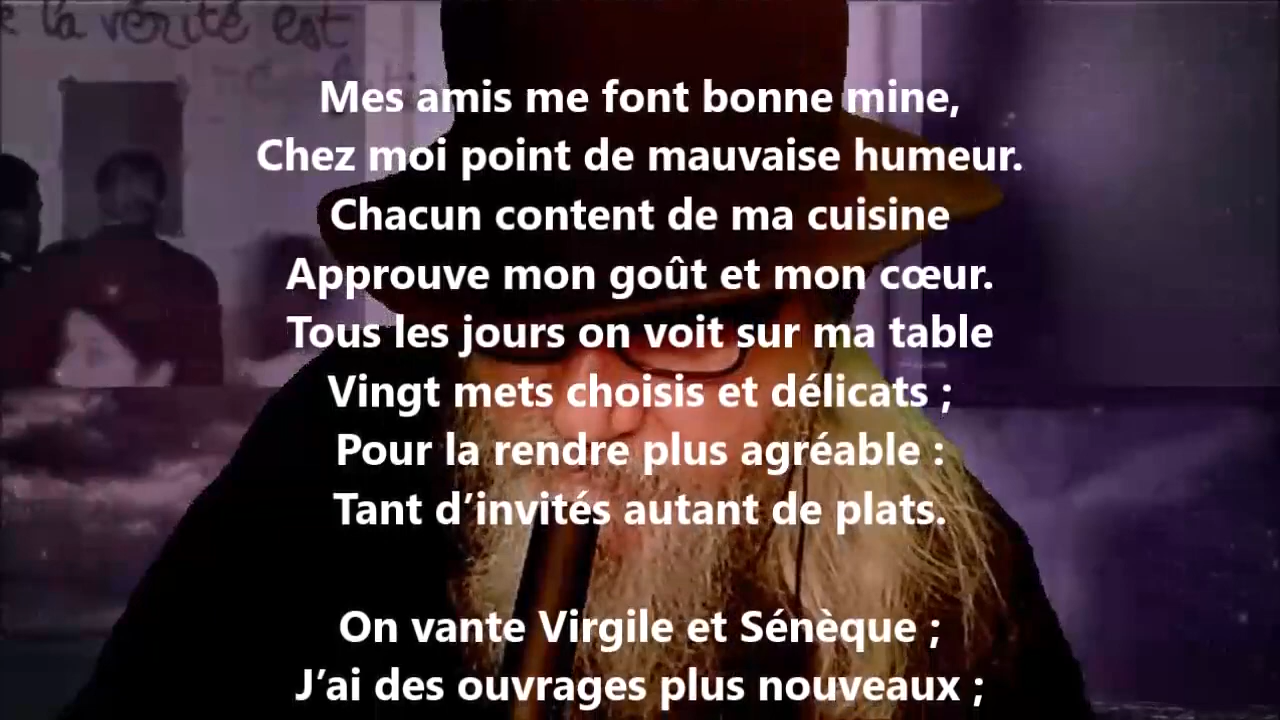 la vérité est
Mes amis me font bonne mine,
Chez moi point de mauvaise humeur.
Chacun content de ma cuisine
Approuve mon goût et mon cœur.
Tous les jours on voit sur ma table
Vingt mets choisis et délicats ;
Pour la rendre plus agréable :
Tant d’invités autant de plats.
On vante Virgile et Sénèque ;
J’ai des ouvrages plus nouveaux ;